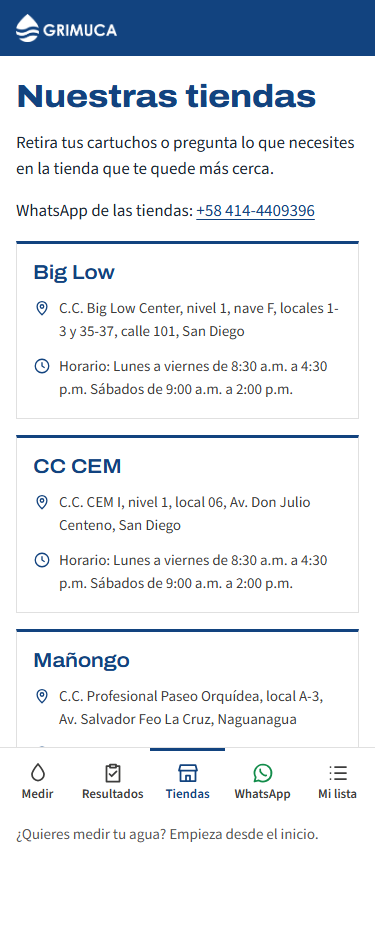 GRIMUCA
Nuestras tiendas
Retira tus cartuchos o pregunta lo que necesites
en la tienda que te quede más cerca.
WhatsApp de las tiendas: +58 414-4409396
Big Low
C.C. Big Low Center, nivel 1, nave F, locales 1-
3 y 35-37, calle 101, San Diego
Horario: Lunes a viernes de 8:30 a.m. a 4:30
p.m. Sábados de 9:00 a.m. a 2:00 p.m.
CC CEM
C.C. CEM I, nivel 1, local 06, Av. Don Julio
Centeno, San Diego
Horario: Lunes a viernes de 8:30 a.m. a 4:30
p.m. Sábados de 9:00 a.m. a 2:00 p.m.
Mañongo
C.C. Profesional Paseo Orquídea, local A-3,
Av. Salvador Feo La Cruz, Naguanagua
Medir Resultados Tiendas WhatsApp Mi lista
¿Quieres medir tu agua? Empieza desde el inicio.